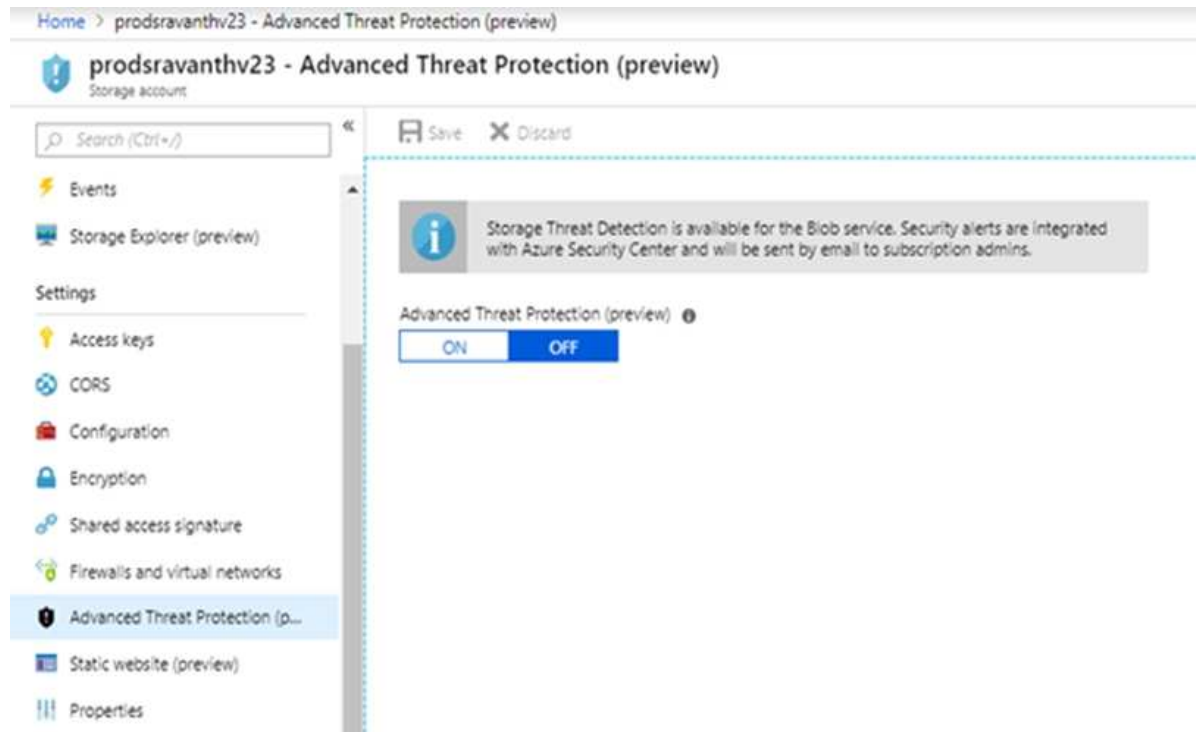 Home > prodsravanthv23 - Advanced Threat Protection (preview)
prodsravanthv23 - Advanced Threat Protection (preview)
Storage account
Search (Ctrl+/)
«
Save
Discard
Events
Storage Explorer (preview)
Settings
Access keys
CORS
Configuration
Encryption
Shared access signature
Firewalls and virtual networks
Advanced Threat Protection (p...
Static website (preview)
Properties
Storage Threat Detection is available for the Blob service. Security alerts are integrated
with Azure Security Center and will be sent by email to subscription admins.
Advanced Threat Protection (preview)
ON OFF